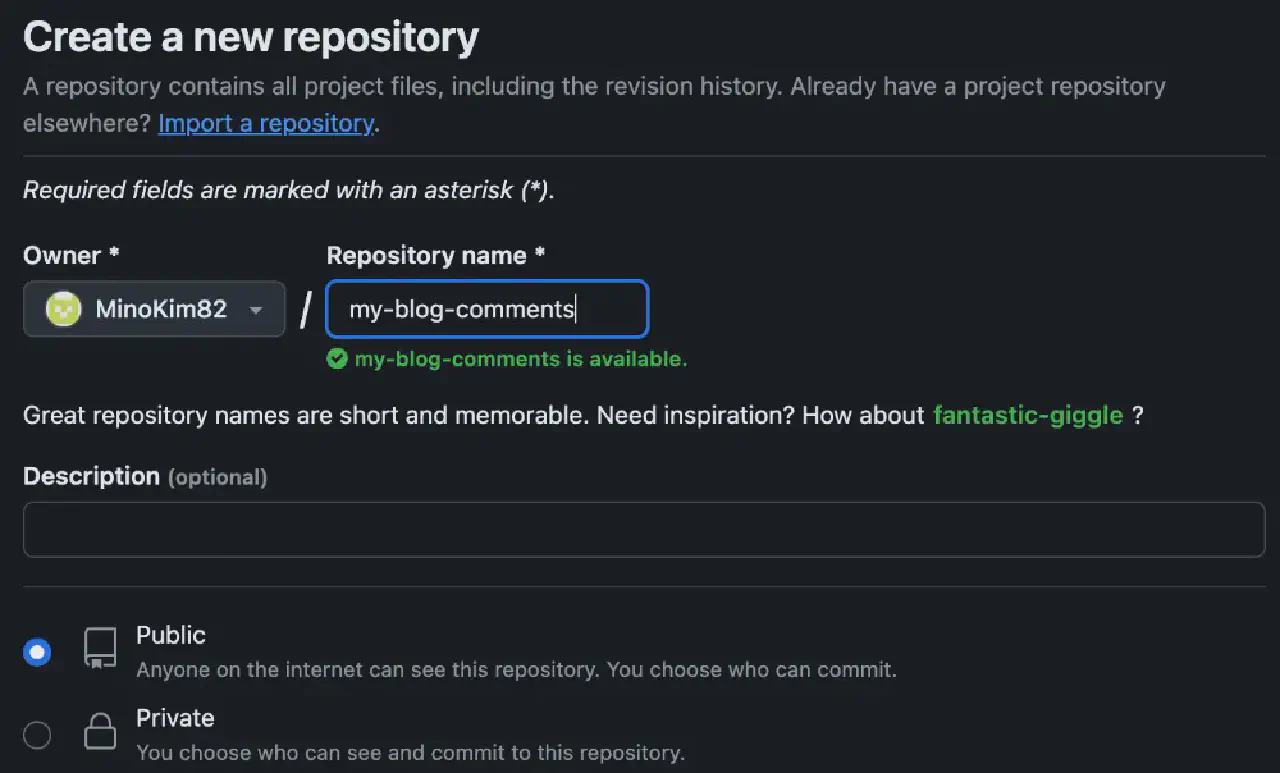 Create a new repository
A repository contains all project files, including the revision history. Already have a project repository
elsewhere? Import a repository.
Required fields are marked with an asterisk (*).
Owner *
Repository name *
MinoKim82
/
my-blog-comments
my-blog-comments is available.
Great repository names are short and memorable. Need inspiration? How about fantastic-giggle ?
Description (optional)
Public
Anyone on the internet can see this repository. You choose who can commit.
Private
You choose who can see and commit to this repository.